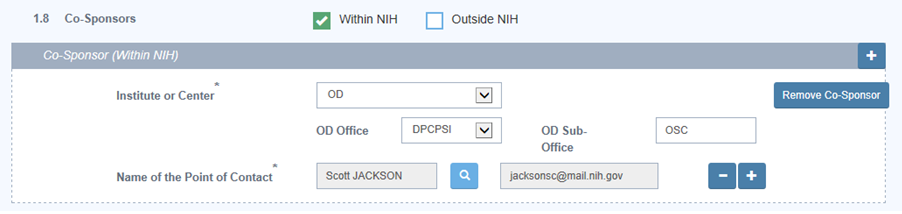 1.8 Co-Sponsors Within NIH Outside NIH
Co-Sponsor (Within NIH) +
Institute or Center* OD Remove Co-Sponsor
OD Office DPCPSI OD Sub-
Office OSC
Name of the Point of Contact* Scott JACKSON jacksonsc@mail.nih.gov − +